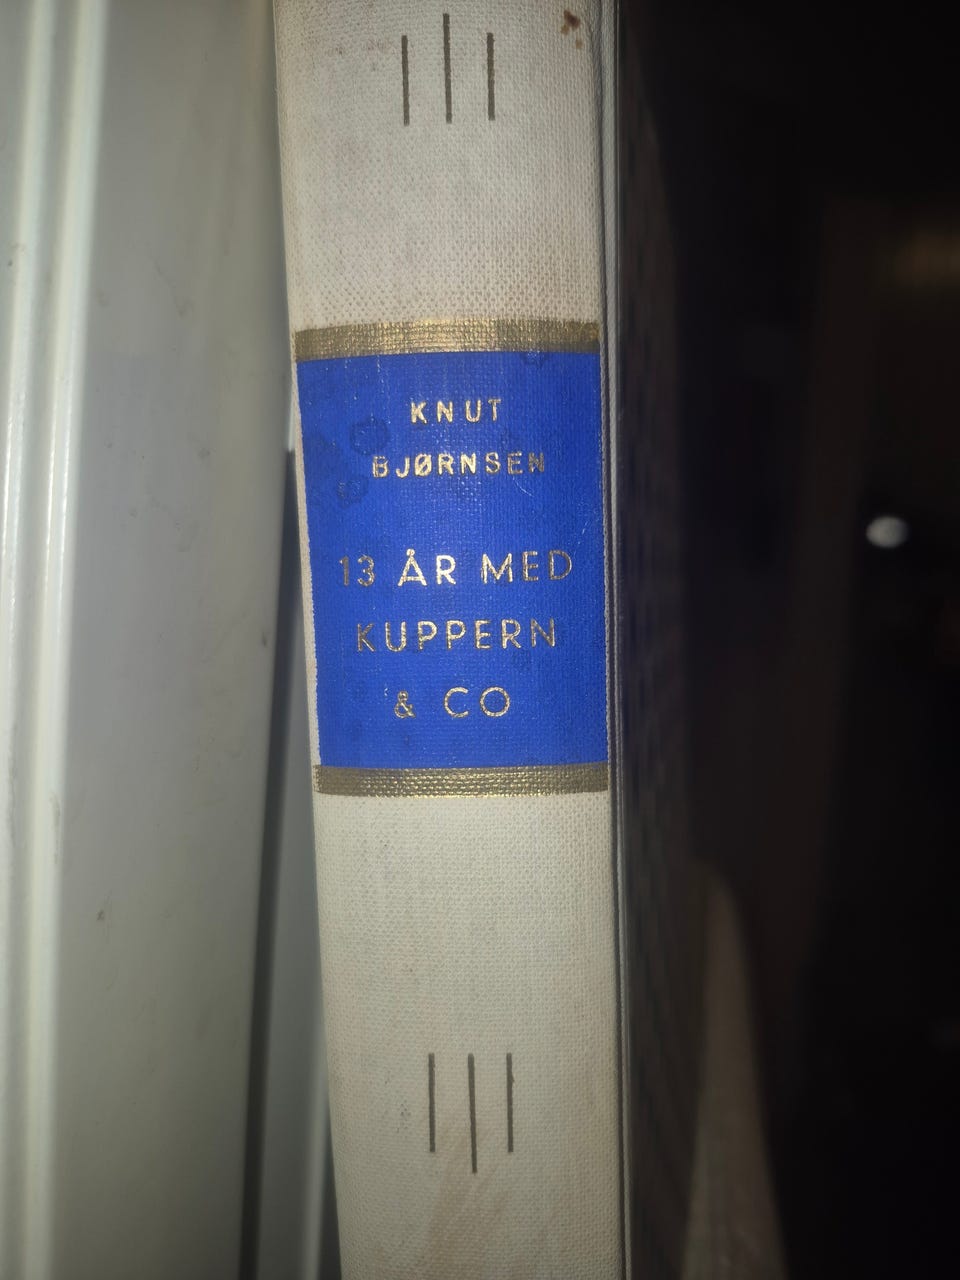 KNUT
BJØRNSEN
13 ÅR MED
KUPPERN
& CO